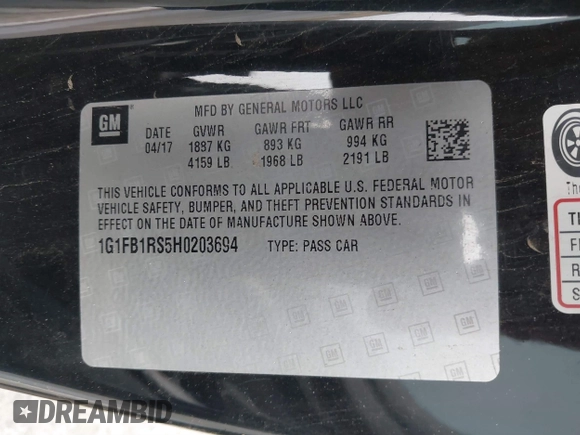 GM
MFD BY GENERAL MOTORS LLC
DATE GVWR GAWR FRT GAWR RR
04/17 1887 KG 893 KG 994 KG
4159 LB 1968 LB 2191 LB
THIS VEHICLE CONFORMS TO ALL APPLICABLE U.S. FEDERAL MOTOR
VEHICLE SAFETY, BUMPER, AND THEFT PREVENTION STANDARDS IN
EFFECT ON THE DATE OF MANUFACTURE SHOWN ABOVE.
1G1FB1RS5H0203694 TYPE: PASS CAR
DREAMBID